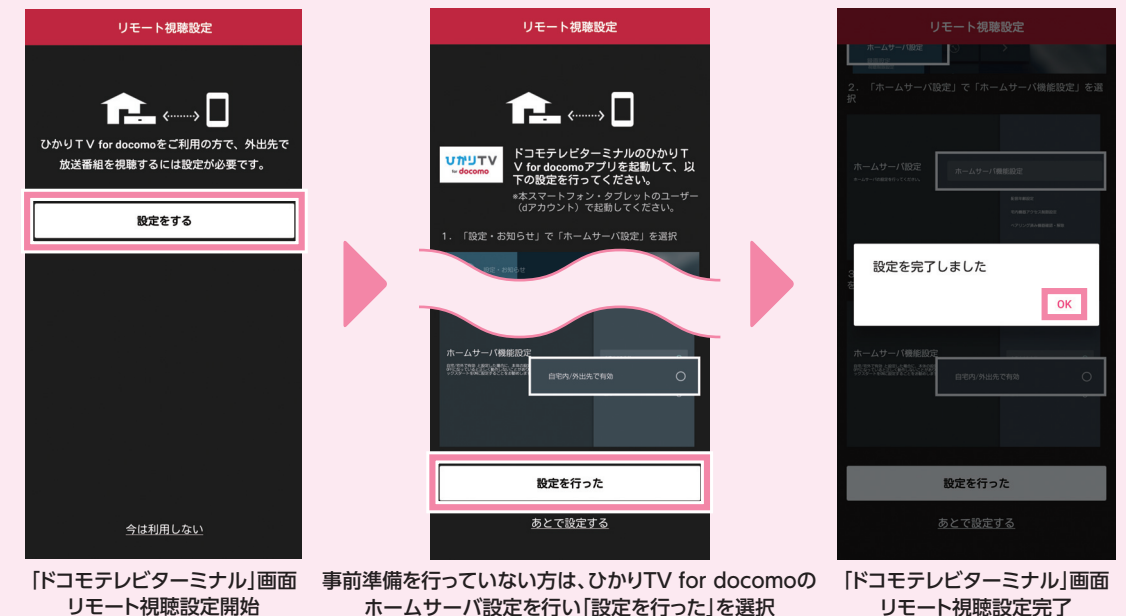 リモート視聴設定
ひかりTV for docomoをご利用の方で、外出先で
放送番組を視聴するには設定が必要です。
設定をする
今は利用しない
「ドコモテレビターミナル」画面
リモート視聴設定開始
リモート視聴設定
ひかりTV
for docomo
ドコモテレビターミナルのひかりT
V for docomoアプリを起動して、以
下の設定を行ってください。
※本スマートフォン・タブレットのユーザー
（dアカウント）で起動してください。
1. 「設定・お知らせ」で「ホームサーバ設定」を選択
設定・お知らせ
ホームサーバ機能設定
自宅内/外出先で有効
設定を行った
あとで設定する
事前準備を行っていない方は、ひかりTV for docomoの
ホームサーバ設定を行い「設定を行った」を選択
リモート視聴設定
ホームサーバ設定
2. 「ホームサーバ設定」で「ホームサーバ機能設定」を選
択
ホームサーバ設定
ホームサーバ機能設定
設定を完了しました
OK
ホームサーバ機能設定
自宅内/外出先で有効
設定を行った
あとで設定する
「ドコモテレビターミナル」画面
リモート視聴設定完了